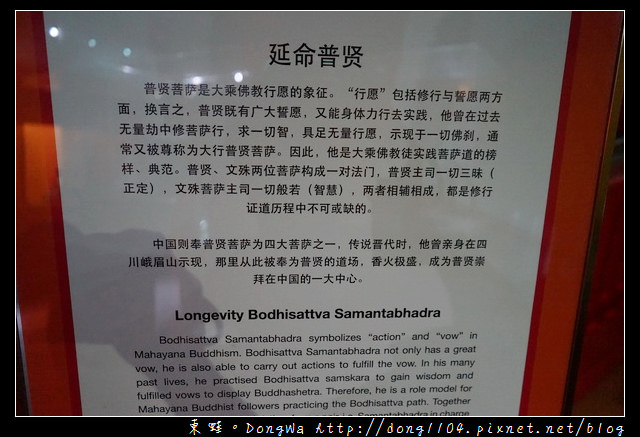 延命普贤
普贤菩萨是大乘佛教行愿的象征。“行愿”包括修行与誓愿两方
面，换言之，普贤既有广大誓愿，又能身体力行去实践，他曾在过去
无量劫中修菩萨行，求一切智，具足无量行愿，示现于一切佛刹，通
常又被尊称为大行普贤菩萨。因此，他是大乘佛教徒实践菩萨道的榜
样、典范。普贤、文殊两位菩萨构成一对法门，普贤主司一切三昧（
正定），文殊菩萨主司一切般若（智慧），两者相辅相成，都是修行
证道历程中不可或缺的。
中国则奉普贤菩萨为四大菩萨之一，传说晋代时，他曾亲身在四
川峨眉山示现，那里从此被奉为普贤的道场，香火极盛，成为普贤崇
拜在中国的一大中心。
Longevity Bodhisattva Samantabhadra
Bodhisattva Samantabhadra symbolizes “action” and “vow” in
Mahayana Buddhism. Bodhisattva Samantabhadra not only has a great
vow, he is also able to carry out actions to fulfill the vow. In his many
past lives, he practised Bodhisattva samskara to gain wisdom and
fulfilled vows to display Buddhashetra. Therefore, he is a role model for
Mahayana Buddhist followers practicing the Bodhisattva path. Together
Samantabhadra in charge
東蛙。DongWa http://dong1104.pixnet.net/blog